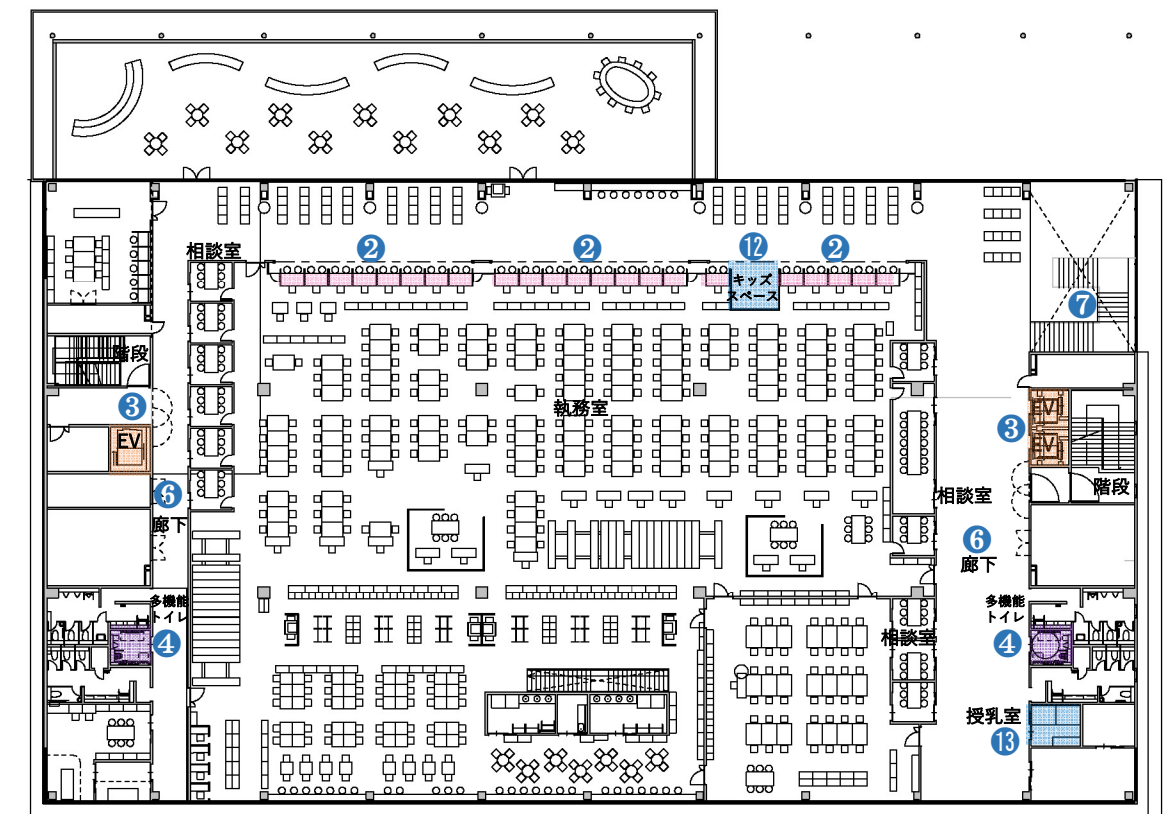 相談室
❷
❷
⓬
❷
キッズ
スペース
❼
階段
❸
EV
執務室
❸
EV
EV
階段
相談室
❻
廊下
❻
廊下
多機能
トイレ
❹
多機能
トイレ
❹
相談室
授乳室
⓭